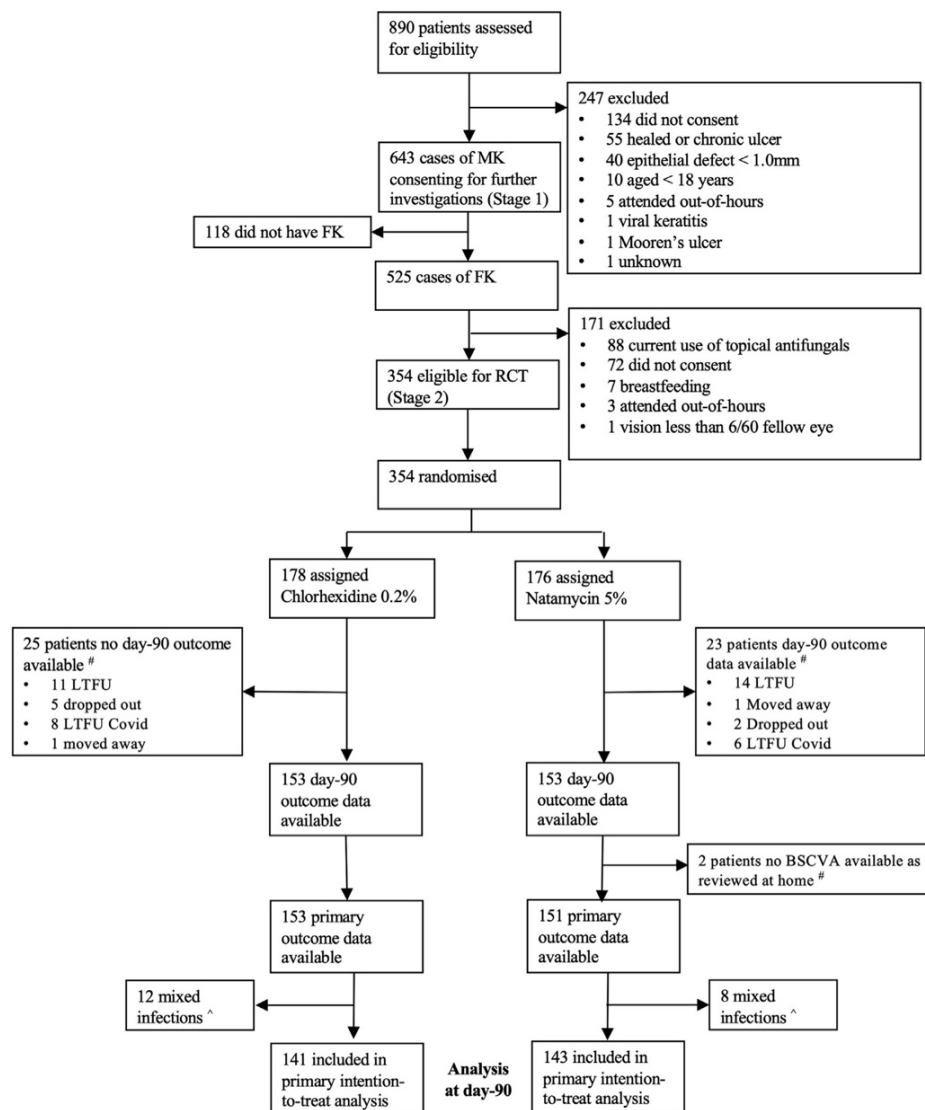 890 patients assessed
for eligibility
247 excluded
• 134 did not consent
• 55 healed or chronic ulcer
• 40 epithelial defect < 1.0mm
• 10 aged < 18 years
• 5 attended out-of-hours
• 1 viral keratitis
• 1 Mooren’s ulcer
• 1 unknown
643 cases of MK
consenting for further
investigations (Stage 1)
118 did not have FK
525 cases of FK
171 excluded
• 88 current use of topical antifungals
• 72 did not consent
• 7 breastfeeding
• 3 attended out-of-hours
• 1 vision less than 6/60 fellow eye
354 eligible for RCT
(Stage 2)
354 randomised
178 assigned
Chlorhexidine 0.2%
176 assigned
Natamycin 5%
25 patients no day-90 outcome
available #
• 11 LTFU
• 5 dropped out
• 8 LTFU Covid
• 1 moved away
23 patients day-90 outcome
data available #
• 14 LTFU
• 1 Moved away
• 2 Dropped out
• 6 LTFU Covid
153 day-90
outcome data
available
153 day-90
outcome data
available
2 patients no BSCVA available as
reviewed at home #
153 primary
outcome data
available
151 primary
outcome data
available
12 mixed
infections ^
8 mixed
infections ^
141 included in
primary intention-
to-treat analysis
Analysis
at day-90
143 included in
primary intention-
to-treat analysis